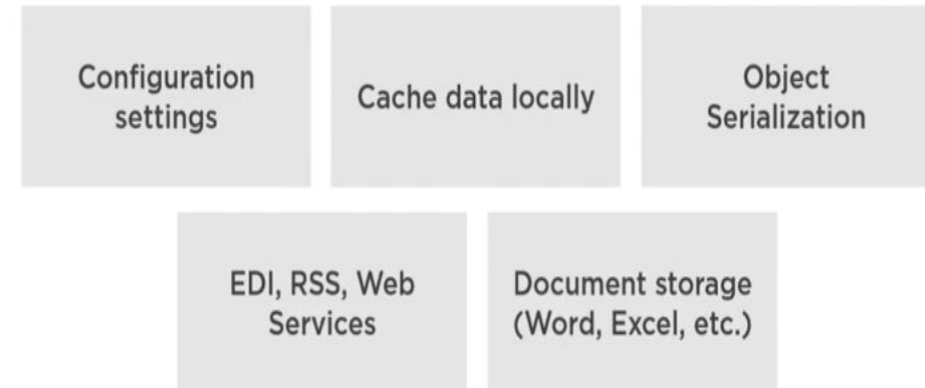 Configuration
settings
Cache data locally
Object
Serialization
EDI, RSS, Web
Services
Document storage
(Word, Excel, etc.)